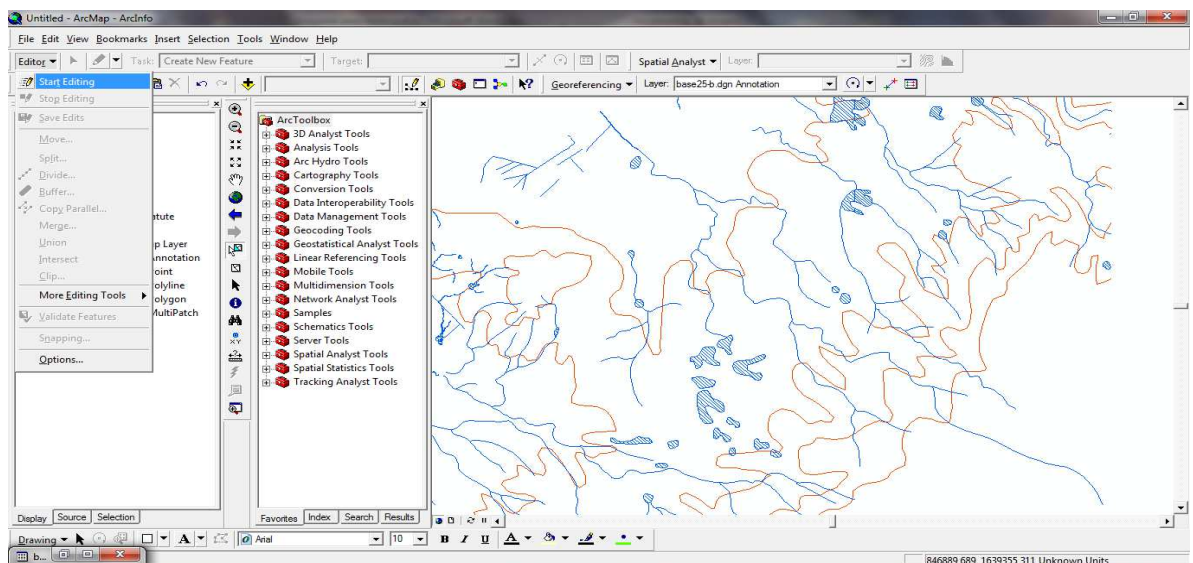 Untitled - ArcMap - ArcInfo
File Edit View Bookmarks Insert Selection Tools Window Help
Editor Task: Create New Feature Target: Spatial Analyst Layer:
Georeferencing Layer: base25-b.dgn Annotation
Start Editing
Stop Editing
Save Edits
Move...
Split...
Divide...
Buffer...
Copy Parallel...
Merge...
Union
Intersect
Clip...
More Editing Tools
Validate Features
Snapping...
Options...
p Layer
nnotation
oint
olyline
olygon
MultiPatch
ArcToolbox
3D Analyst Tools
Analysis Tools
Arc Hydro Tools
Cartography Tools
Conversion Tools
Data Interoperability Tools
Data Management Tools
Geocoding Tools
Geostatistical Analyst Tools
Linear Referencing Tools
Mobile Tools
Multidimension Tools
Network Analyst Tools
Samples
Schematics Tools
Server Tools
Spatial Analyst Tools
Spatial Statistics Tools
Tracking Analyst Tools
Display Source Selection
Favorites Index Search Results
Drawing A Arial 10 B I U A
b...
846889.689 1639355.311 Unknown Units